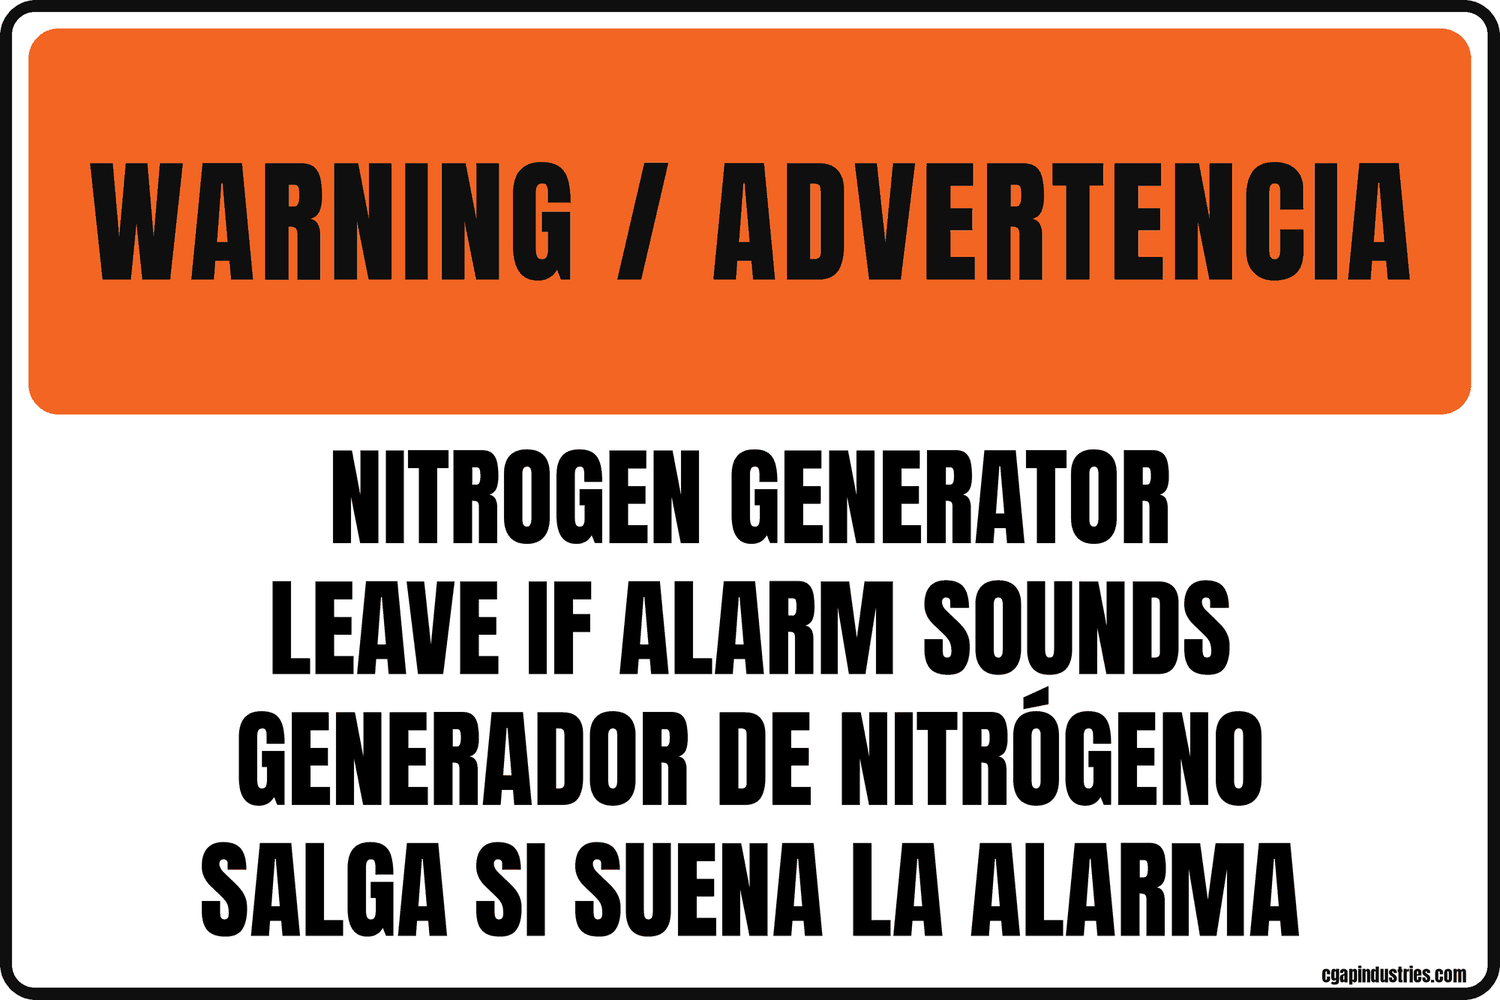 WARNING / ADVERTENCIA
NITROGEN GENERATOR
LEAVE IF ALARM SOUNDS
GENERADOR DE NITRÓGENO
SALGA SI SUENA LA ALARMA
cgapindustries.com